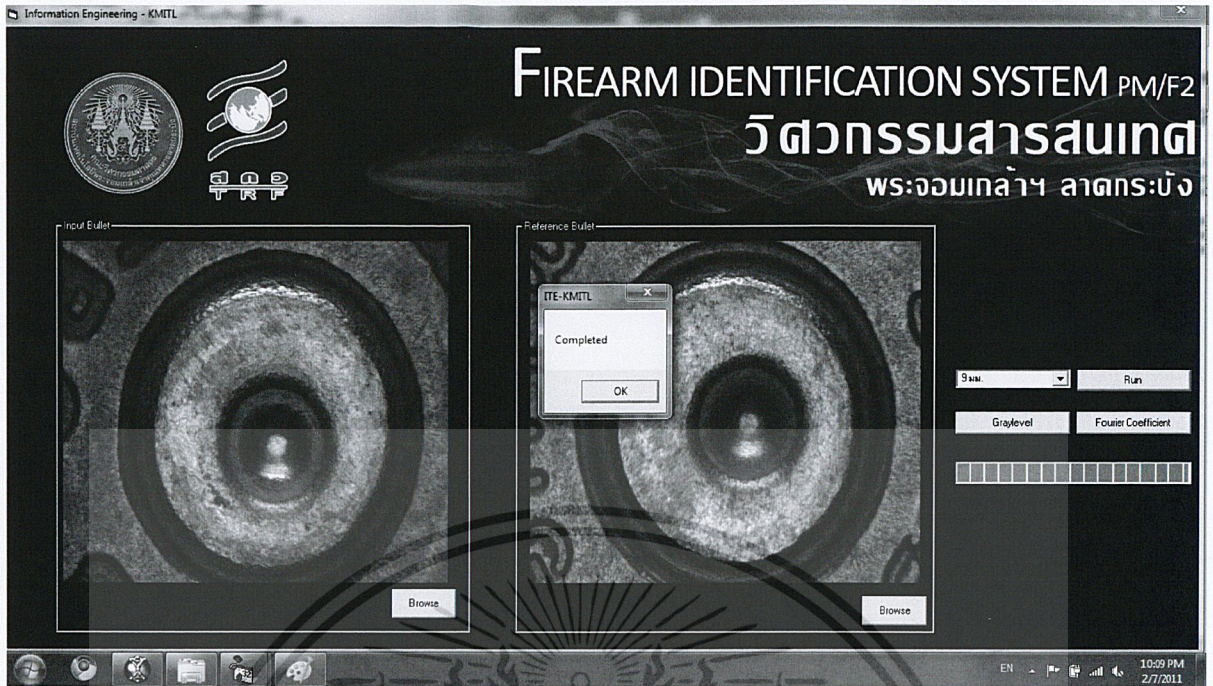 Information Engineering - KMITL
FIREARM IDENTIFICATION SYSTEM PM/F2
วิศวกรรมสารสนเทศ
พระจอมเกล้าฯ ลาดกระบัง
สกว
TRF
Input Bullet
Reference Bullet
ITE-KMITL
Completed
OK
9 มม.
Run
Graylevel
Fourier Coefficient
Browse
Browse
EN
10:09 PM
2/7/2011